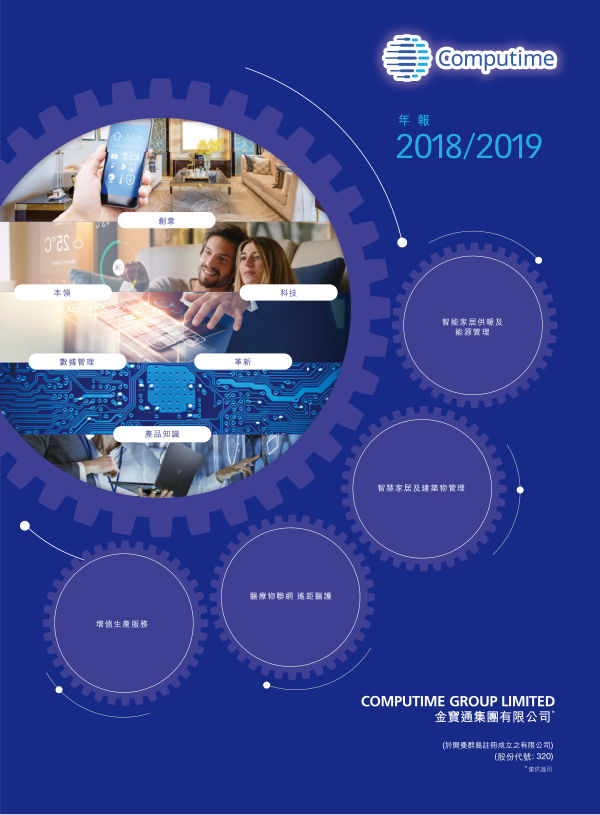 Computime
年報
2018/2019
創意
本領
科技
數據管理
革新
產品知識
智能家居供暖及
能源管理
智慧家居及建築物管理
醫療物聯網 遙距醫護
增值生產服務
COMPUTIME GROUP LIMITED
金寶通集團有限公司*
(於開曼群島註冊成立之有限公司)
(股份代號: 320)
* 僅供識別